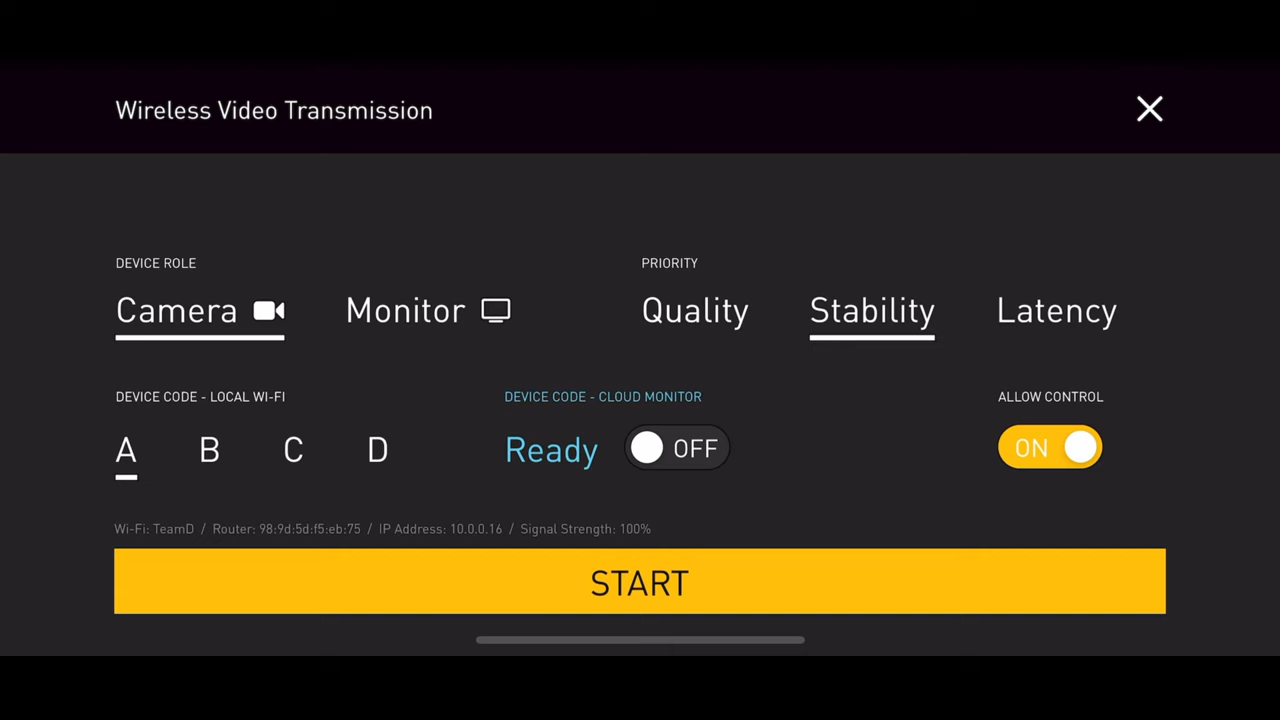 Wireless Video Transmission
DEVICE ROLE
PRIORITY
Camera Monitor
Quality Stability Latency
DEVICE CODE - LOCAL WI-FI
DEVICE CODE - CLOUD MONITOR
ALLOW CONTROL
A B C D
Ready OFF
ON
Wi-Fi: TeamD / Router: 98:9d:5d:f5:eb:75 / IP Address: 10.0.0.16 / Signal Strength: 100%
START